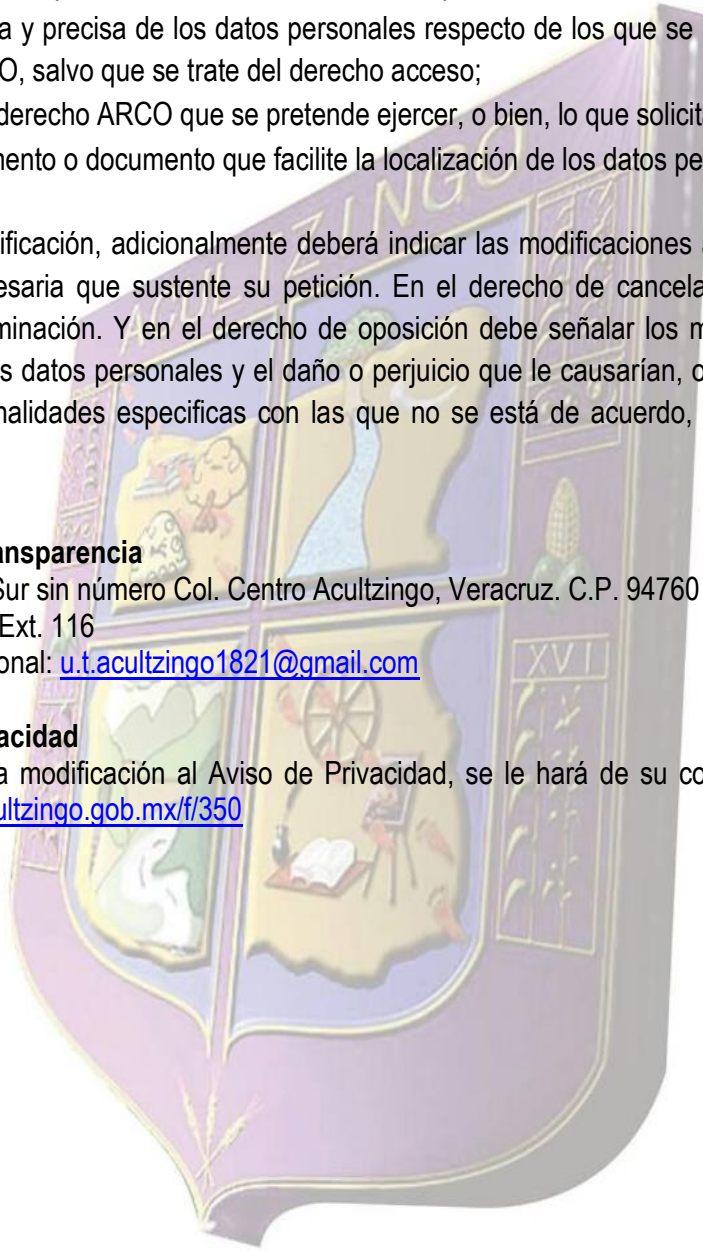 a y precisa de los datos personales respecto de los que se
O, salvo que se trate del derecho acceso;
derecho ARCO que se pretende ejercer, o bien, lo que solicita
mento o documento que facilite la localización de los datos pe
ACULTZINGO
ificación, adicionalmente deberá indicar las modificaciones a
esaria que sustente su petición. En el derecho de cancela
minación. Y en el derecho de oposición debe señalar los m
s datos personales y el daño o perjuicio que le causarían, o
nalidades especificas con las que no se está de acuerdo,
ansparencia
Sur sin número Col. Centro Acultzingo, Veracruz. C.P. 94760
Ext. 116
onal: u.t.acultzingo1821@gmail.com
XVI
acidad
a modificación al Aviso de Privacidad, se le hará de su co
ultzingo.gob.mx/f/350